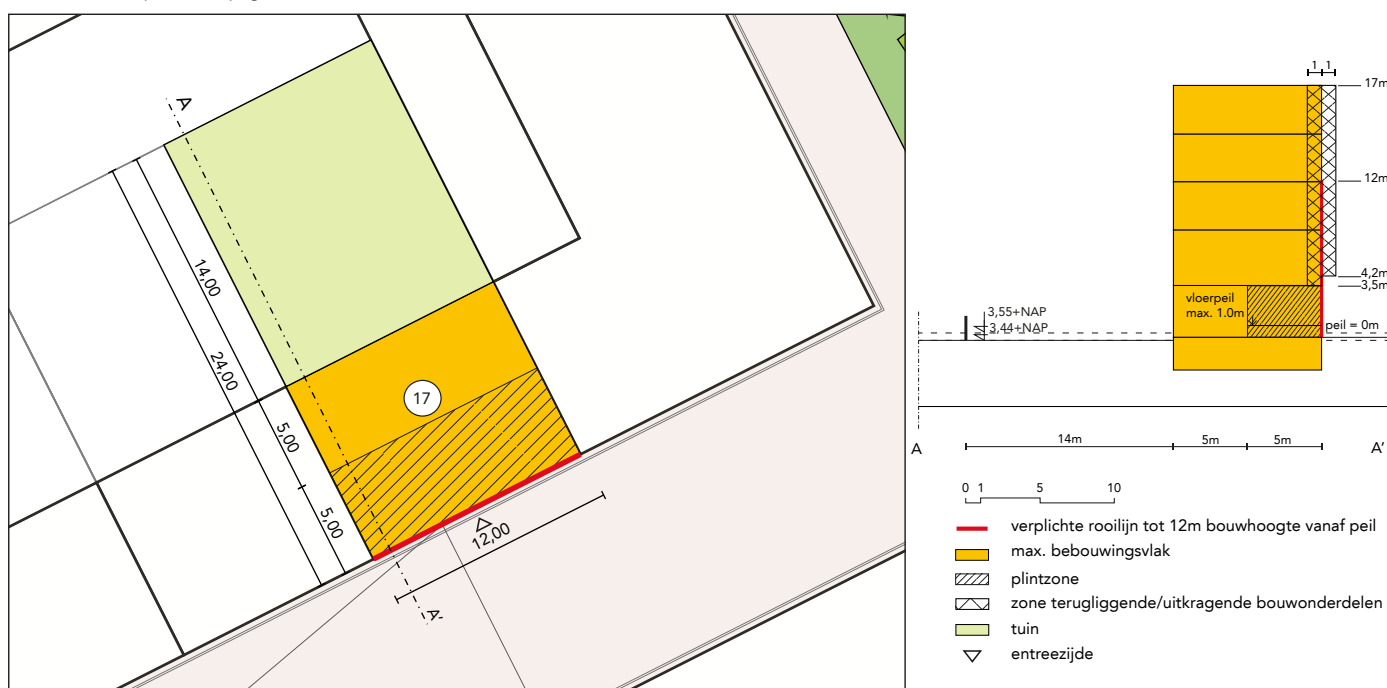 A
14,00
24,00
5,00
5,00
17
12,00
A'
1 1
17m
12m
4,2m
3,5m
vloerpeil
max. 1.0m
peil = 0m
3,55+NAP
3,44+NAP
A
14m
5m
5m
A'
0 1 5 10
verplichte rooilijn tot 12m bouwhoogte vanaf peil
max. bebouwingsvlak
plintzone
zone terugliggende/uitkragende bouwonderdelen
tuin
entreezijde